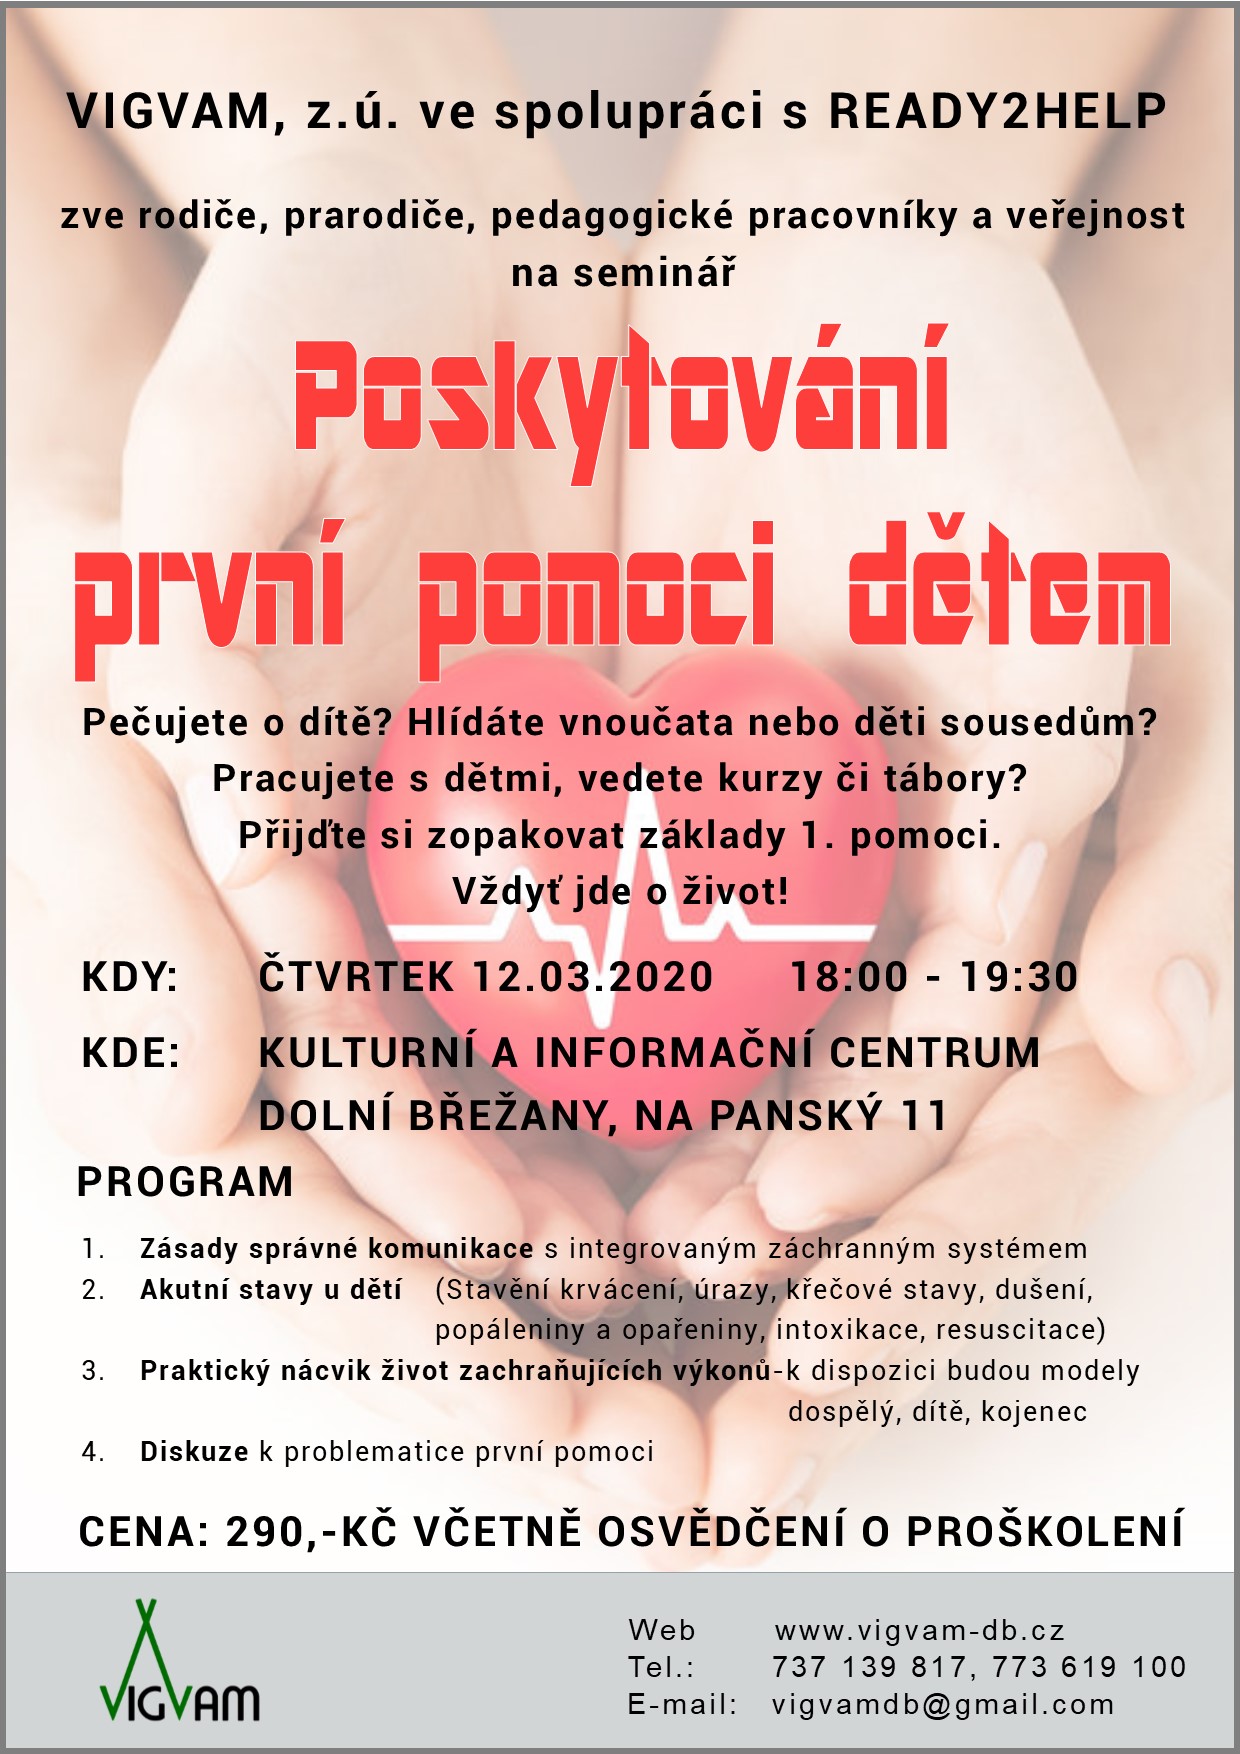 VIGVAM, z.ú. ve spolupráci s READY2HELP
zve rodiče, prarodiče, pedagogické pracovníky a veřejnost
na seminář
Poskytování
první pomoci dětem
Pečujete o dítě? Hlídáte vnoučata nebo děti sousedům?
Pracujete s dětmi, vedete kurzy či tábory?
Přijďte si zopakovat základy 1. pomoci.
Vždyť jde o život!
KDY: ČTVRTEK 12.03.2020 18:00 - 19:30
KDE: KULTURNÍ A INFORMAČNÍ CENTRUM
DOLNÍ BŘEŽANY, NA PANSKÝ 11
PROGRAM
1. Zásady správné komunikace s integrovaným záchranným systémem
2. Akutní stavy u dětí (Stavění krvácení, úrazy, křečové stavy, dušení,
popáleniny a opařeniny, intoxikace, resuscitace)
3. Praktický nácvik život zachraňujících výkonů-k dispozici budou modely
dospělý, dítě, kojenec
4. Diskuze k problematice první pomoci
CENA: 290,-KČ VČETNĚ OSVĚDČENÍ O PROŠKOLENÍ
VIGVAM
Web www.vigvam-db.cz
Tel.: 737 139 817, 773 619 100
E-mail: vigvamdb@gmail.com